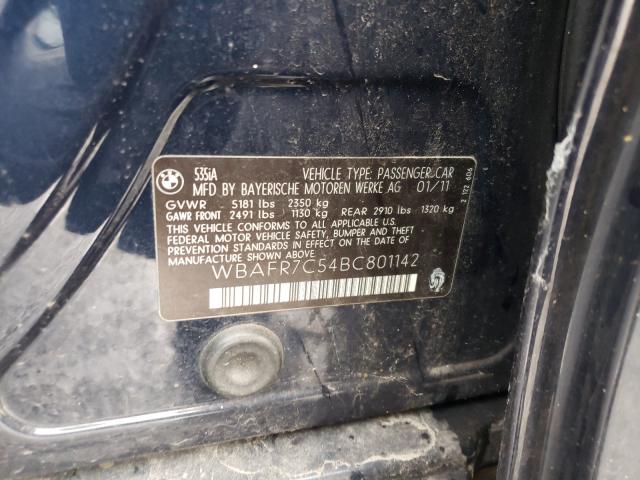 535iA VEHICLE TYPE: PASSENGER CAR
MFD BY BAYERISCHE MOTOREN WERKE AG 01/11
GVWR 5181 lbs 2350 kg
GAWR FRONT 2491 lbs 1130 kg REAR 2910 lbs 1320 kg
THIS VEHICLE CONFORMS TO ALL APPLICABLE U.S.
FEDERAL MOTOR VEHICLE SAFETY, BUMPER AND THEFT
PREVENTION STANDARDS IN EFFECT ON THE DATE OF
MANUFACTURE SHOWN ABOVE.
WBAFR7C54BC801142